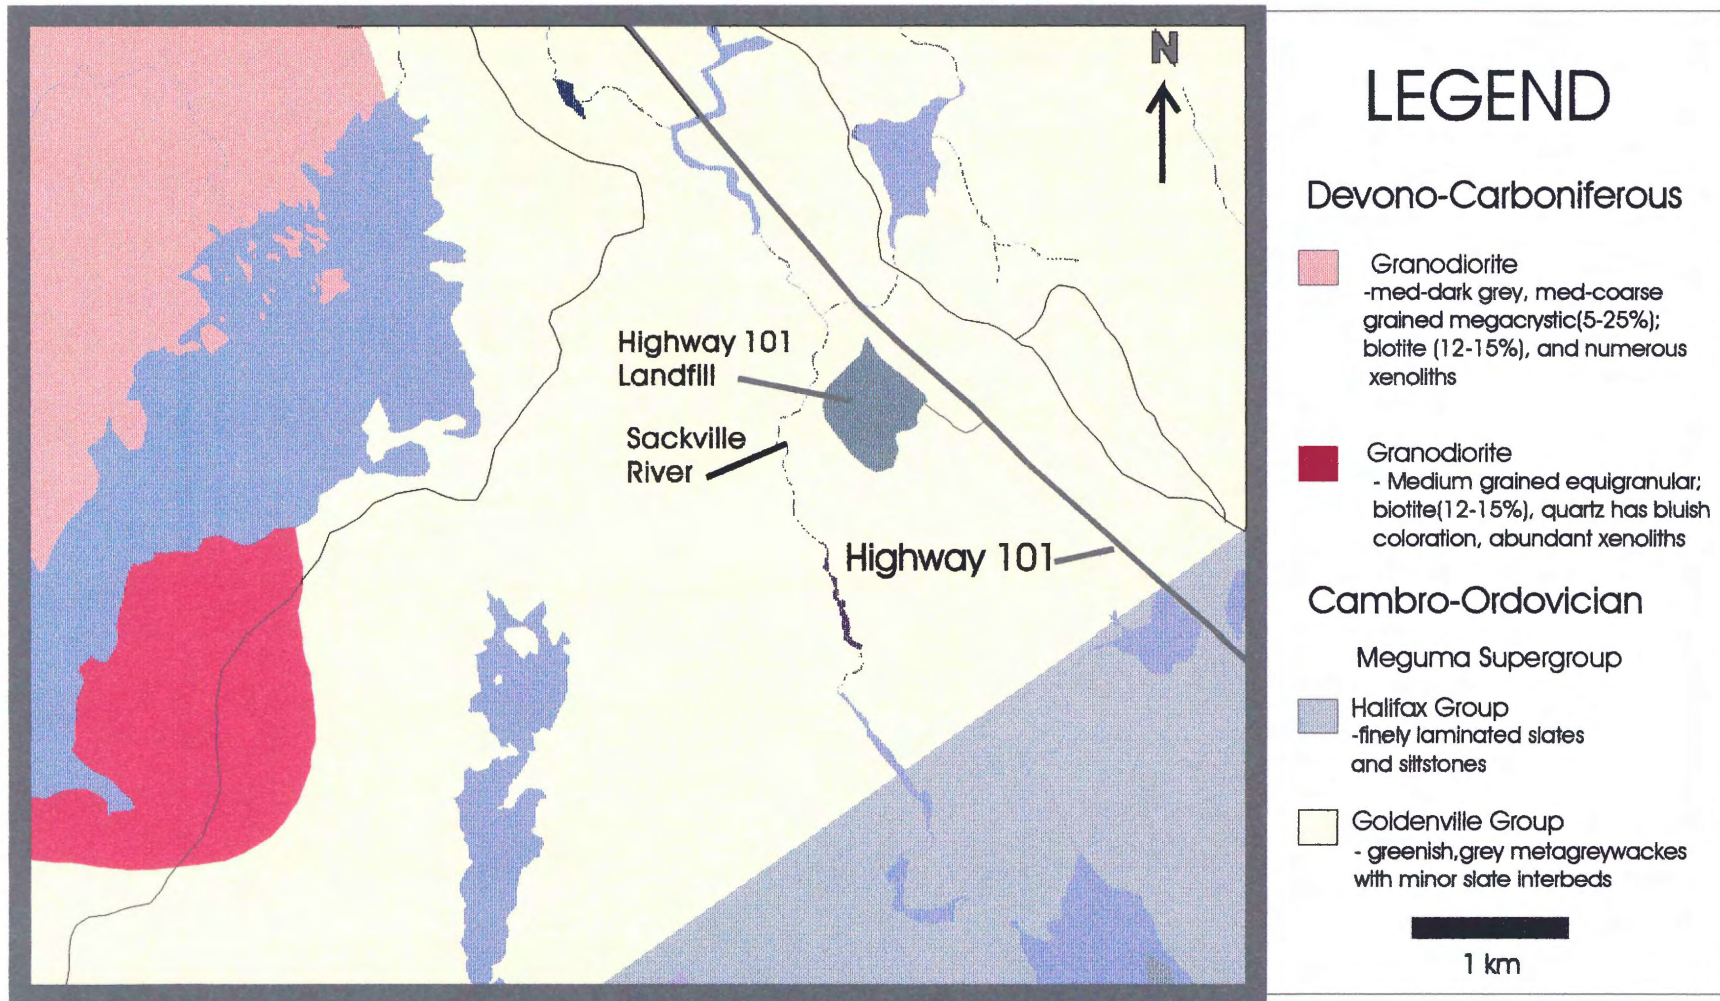 N
Highway 101
Landfill
Sackville
River
Highway 101
LEGEND
Devono-Carboniferous
Granodiorite
-med-dark grey, med-coarse
grained megacrystic(5-25%);
biotite (12-15%), and numerous
xenoliths
Granodiorite
- Medium grained equigranular;
biotite(12-15%), quartz has bluish
coloration, abundant xenoliths
Cambro-Ordovician
Meguma Supergroup
Halifax Group
-finely laminated slates
and siltstones
Goldenville Group
- greenish,grey metagreywackes
with minor slate interbeds
1 km